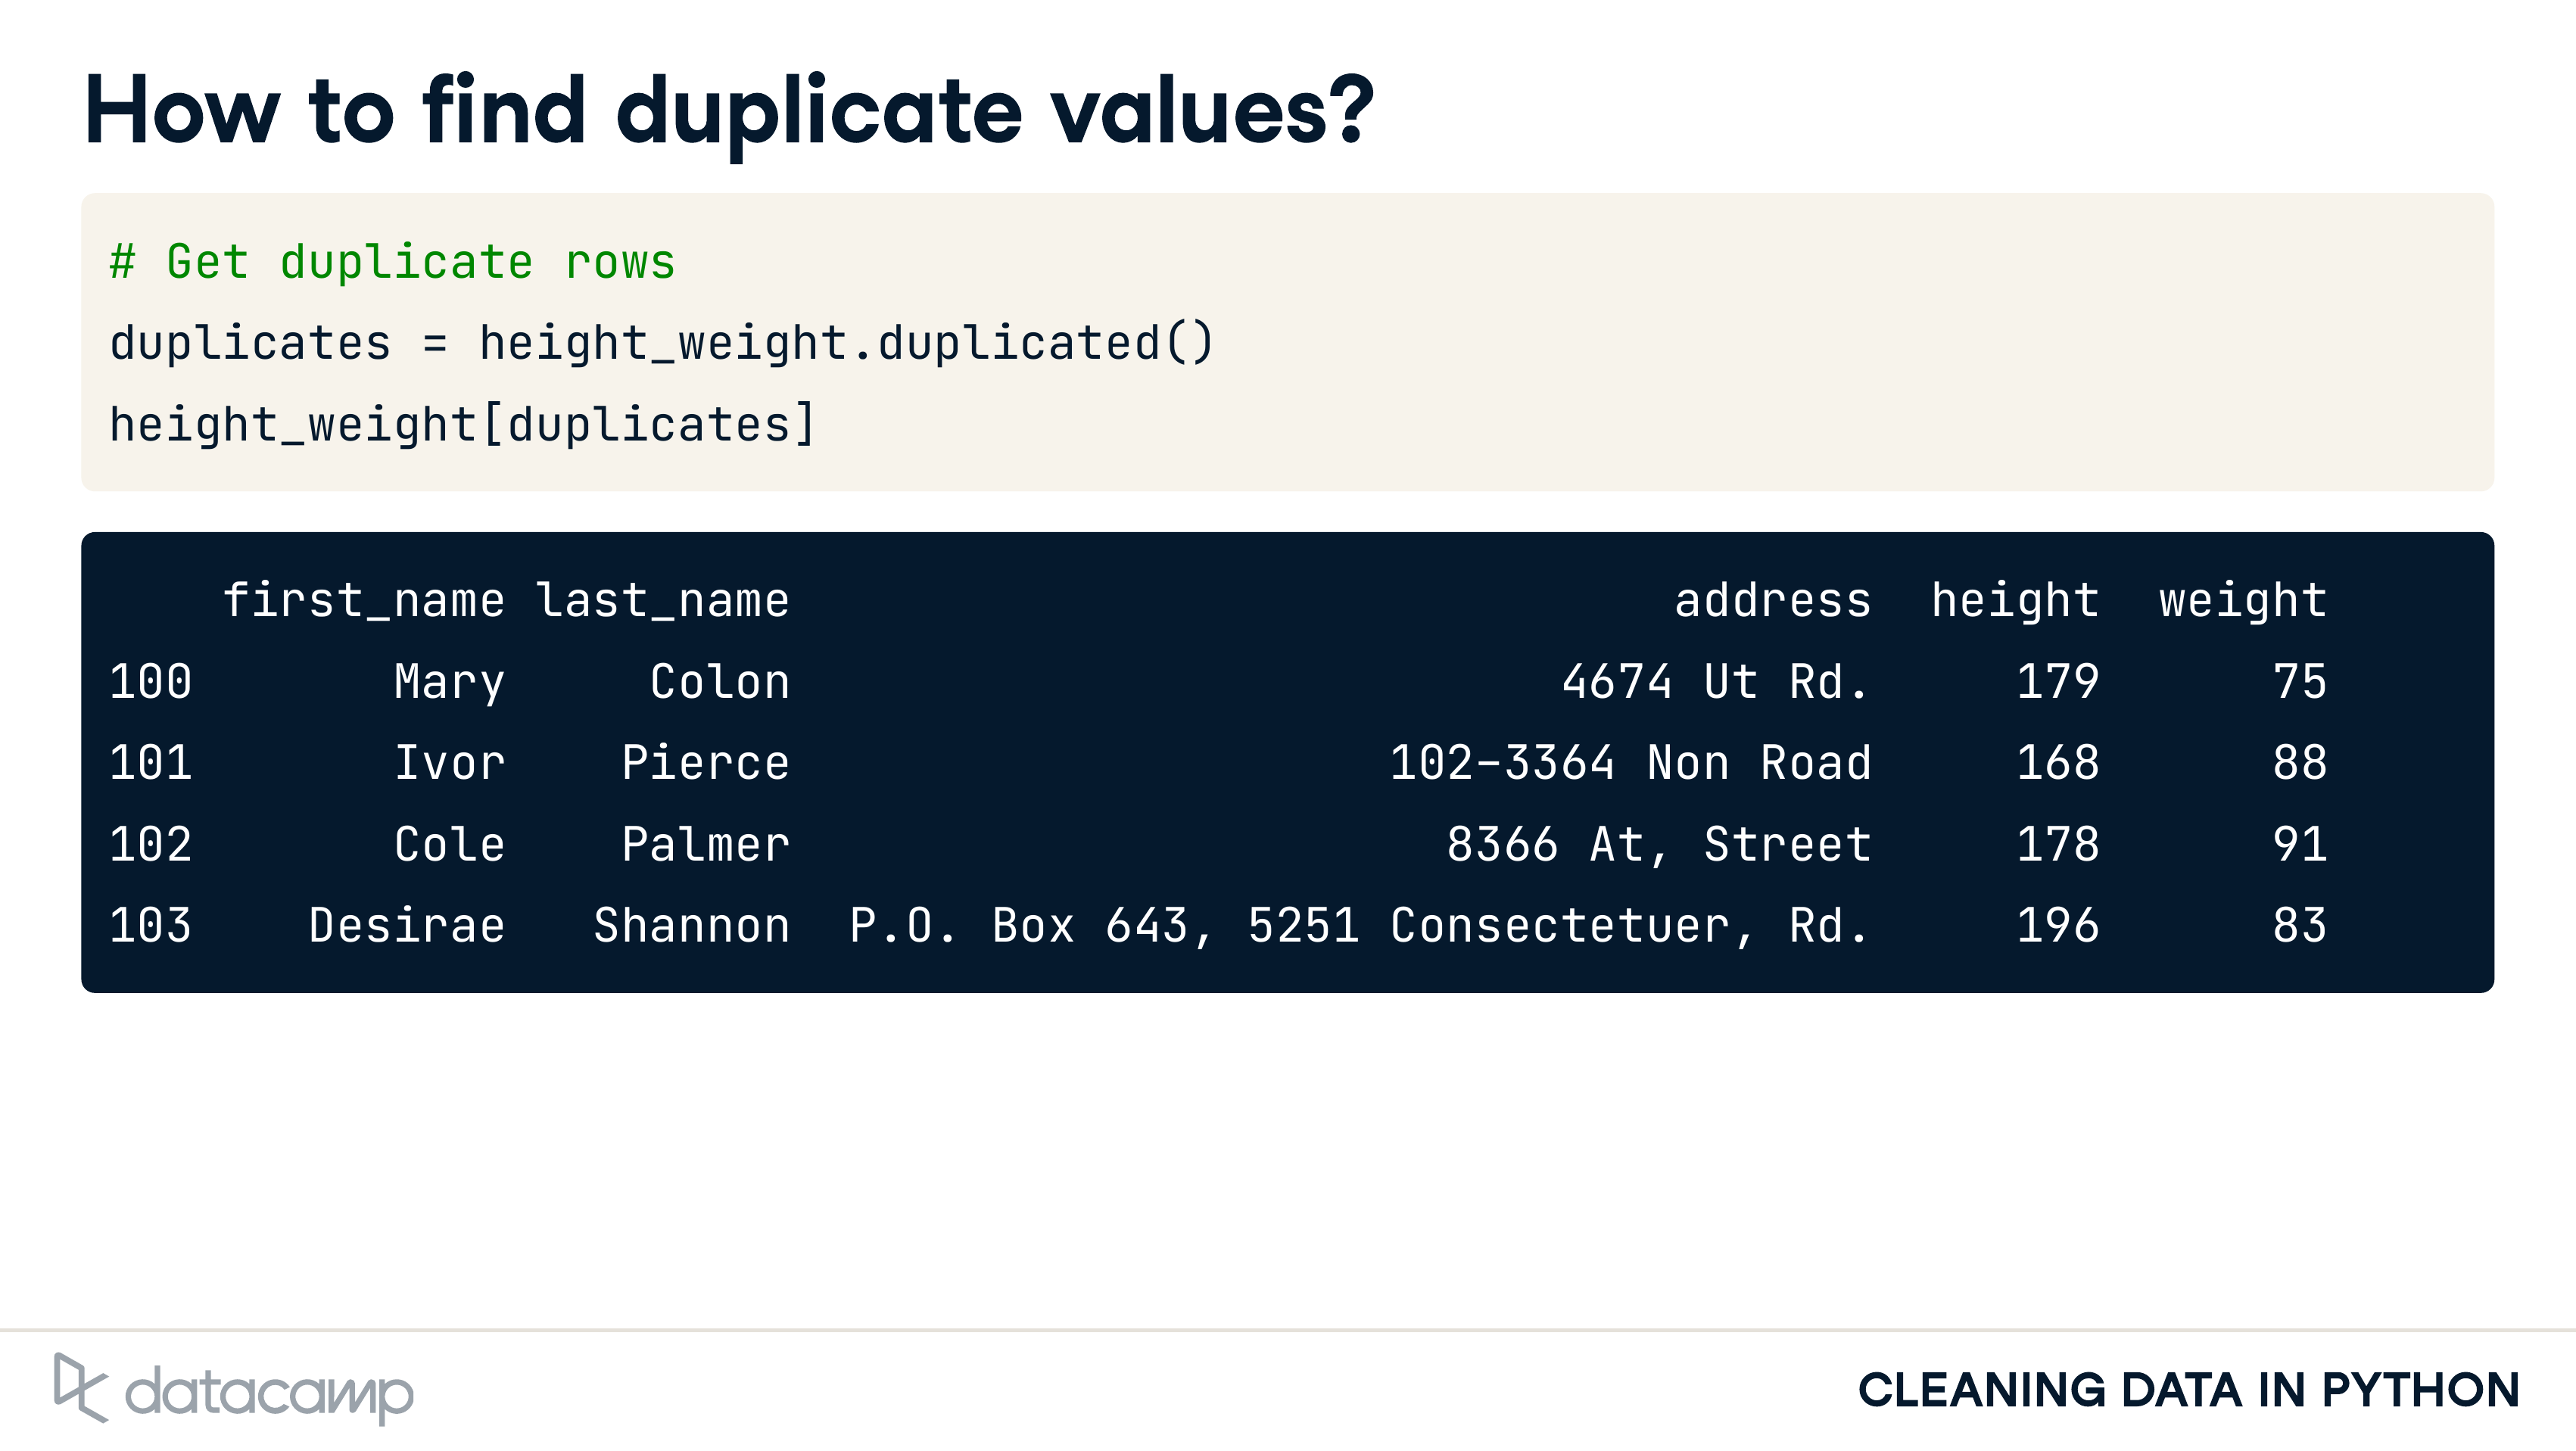 How to find duplicate values?
# Get duplicate rows
duplicates = height_weight.duplicated()
height_weight[duplicates]
first_name last_name address height weight
100 Mary Colon 4674 Ut Rd. 179 75
101 Ivor Pierce 102-3364 Non Road 168 88
102 Cole Palmer 8366 At, Street 178 91
103 Desirae Shannon P.O. Box 643, 5251 Consectetuer, Rd. 196 83
datacamp
CLEANING DATA IN PYTHON